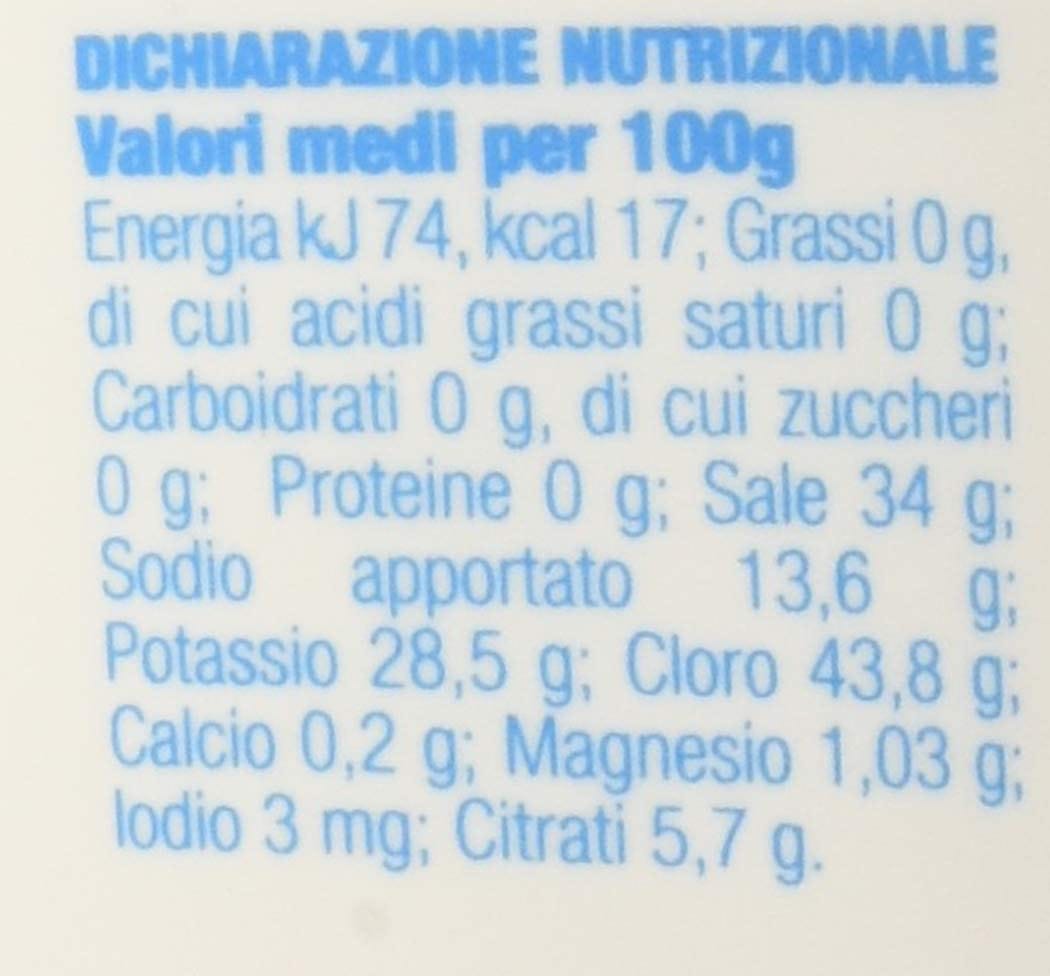 DICHIARAZIONE NUTRIZIONALE
Valori medi per 100g
Energia kJ 74, kcal 17; Grassi 0 g,
di cui acidi grassi saturi 0 g;
Carboidrati 0 g, di cui zuccheri
0 g; Proteine 0 g; Sale 34 g;
Sodio apportato 13,6 g;
Potassio 28,5 g; Cloro 43,8 g;
Calcio 0,2 g; Magnesio 1,03 g;
Iodio 3 mg; Citrati 5,7 g.